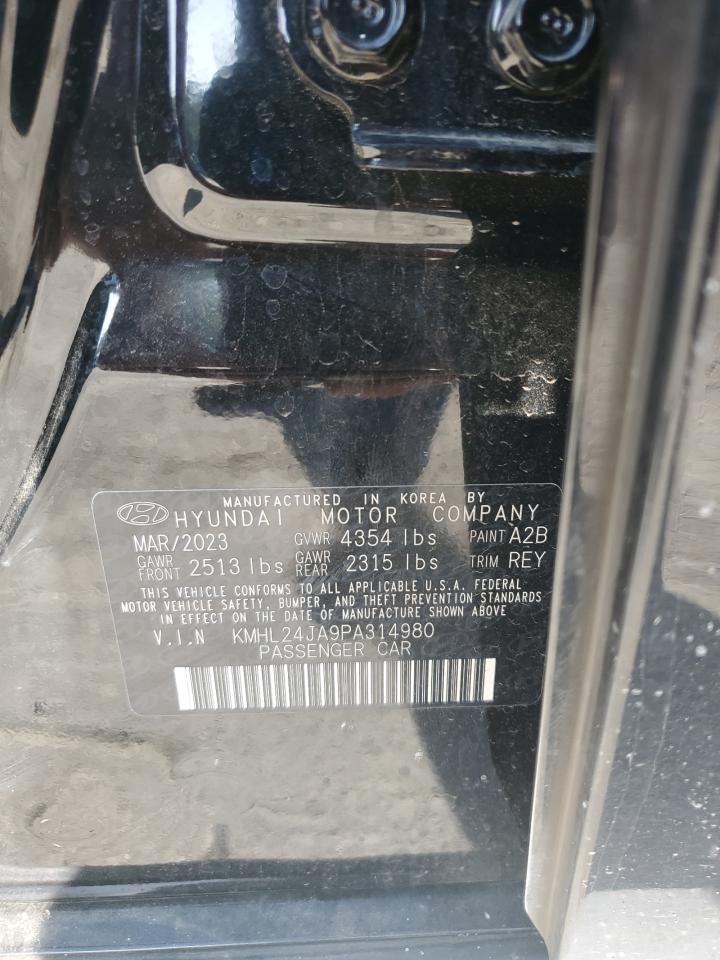 MANUFACTURED IN KOREA BY
HYUNDAI MOTOR COMPANY
MAR/2023 GVWR 4354 lbs PAINT A2B
GAWR FRONT 2513 lbs GAWR REAR 2315 lbs TRIM REY
THIS VEHICLE CONFORMS TO ALL APPLICABLE U.S.A. FEDERAL
MOTOR VEHICLE SAFETY, BUMPER, AND THEFT PREVENTION STANDARDS
IN EFFECT ON THE DATE OF MANUFACTURE SHOWN ABOVE
V.I.N KMHL24JA9PA314980
PASSENGER CAR